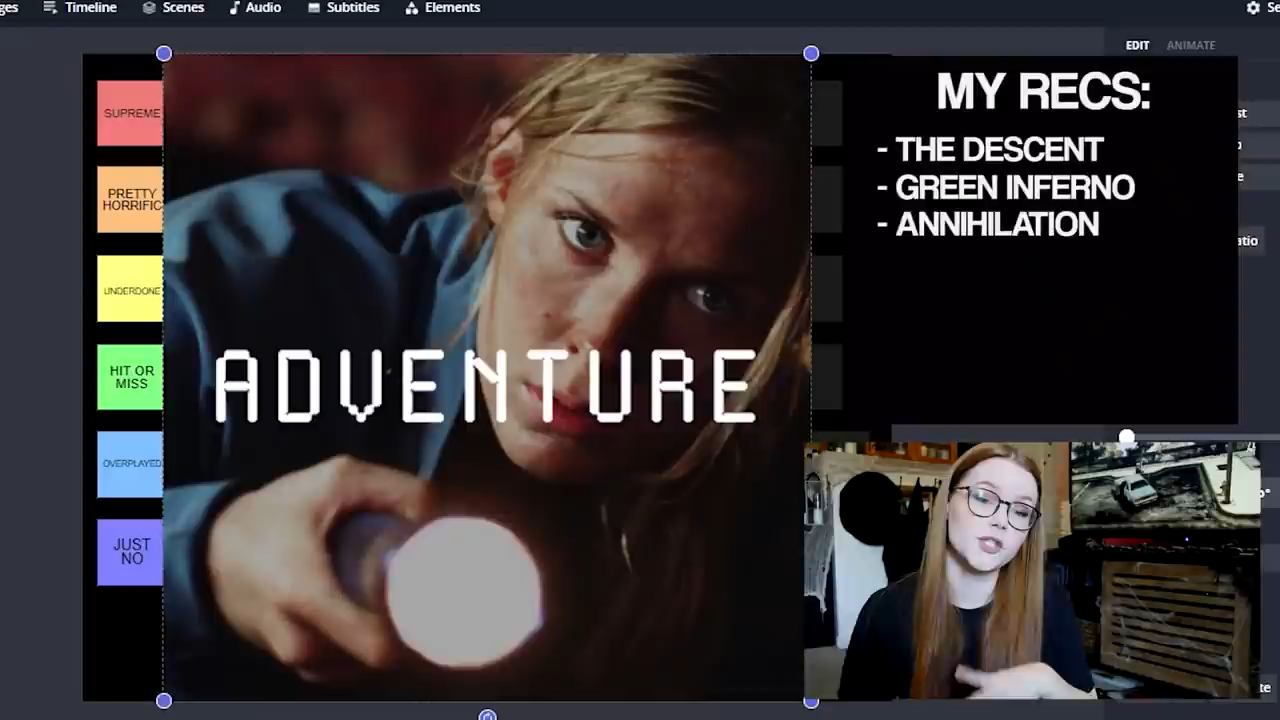 Timeline
Scenes
Audio
Subtitles
Elements
EDIT
ANIMATE
SUPREME
PRETTY
HORRIFIC
UNDERDONE
HIT OR
MISS
OVERPLAYED
JUST
NO
ADVENTURE
MY RECS:
- THE DESCENT
- GREEN INFERNO
- ANNIHILATION